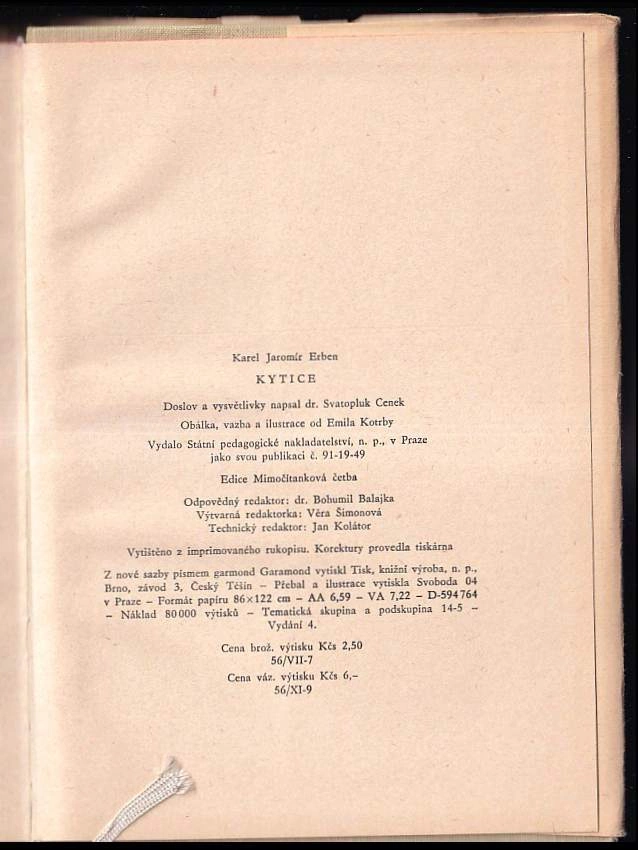 Karel Jaromír Erben
KYTICE
Doslov a vysvětlivky napsal dr. Svatopluk Cenek
Obálka, vazba a ilustrace od Emila Kotrby
Vydalo Státní pedagogické nakladatelství, n. p., v Praze
jako svou publikaci č. 91-19-49
Edice Mimočítanková četba
Odpovědný redaktor: dr. Bohumil Balajka
Výtvarná redaktorka: Věra Šimonová
Technický redaktor: Jan Kolátor
Vytištěno z imprimovaného rukopisu. Korektury provedla tiskárna
Z nové sazby písmem garmond Garamond vytiskl Tisk, knižní výroba, n. p.,
Brno, závod 3, Český Těšín – Přebal a ilustrace vytiskla Svoboda 04
v Praze – Formát papíru 86×122 cm – AA 6,59 – VA 7,22 – D-594764
– Náklad 80000 výtisků – Tematická skupina a podskupina 14-5 –
Vydání 4.
Cena brož. výtisku Kčs 2,50
56/VII-7
Cena váz. výtisku Kčs 6,–
56/XI-9